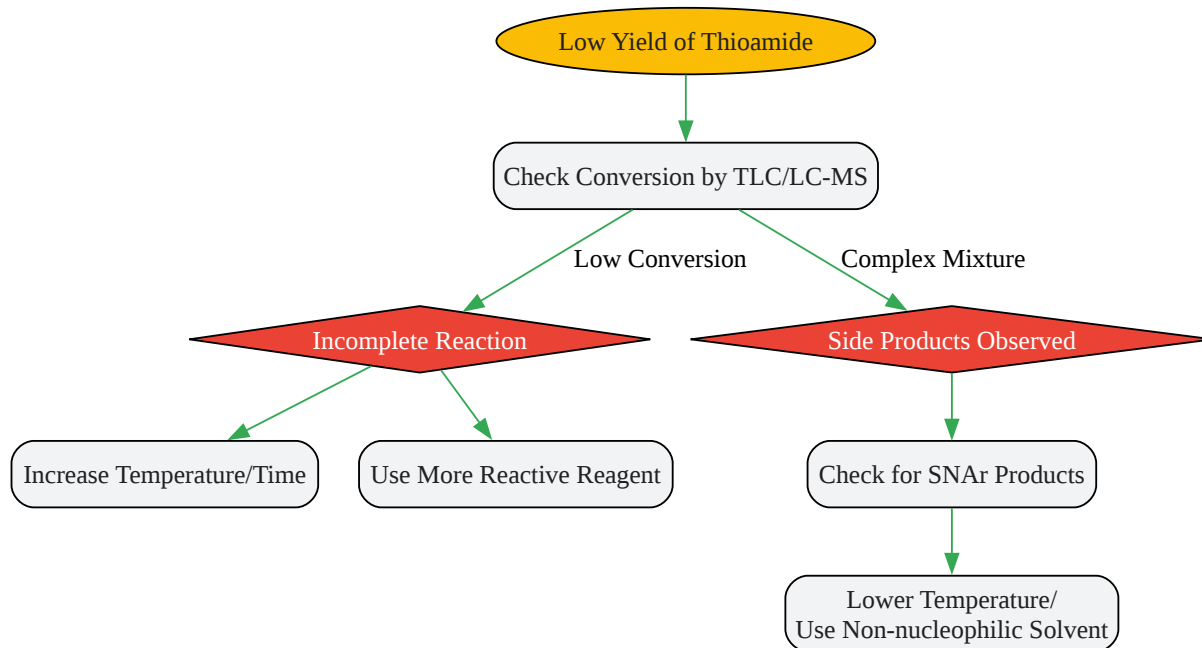 Low Yield of Thioamide
Check Conversion by TLC/LC-MS
Low Conversion
Complex Mixture
Incomplete Reaction
Side Products Observed
Increase Temperature/Time
Use More Reactive Reagent
Check for SNAr Products
Lower Temperature/
Use Non-nucleophilic Solvent